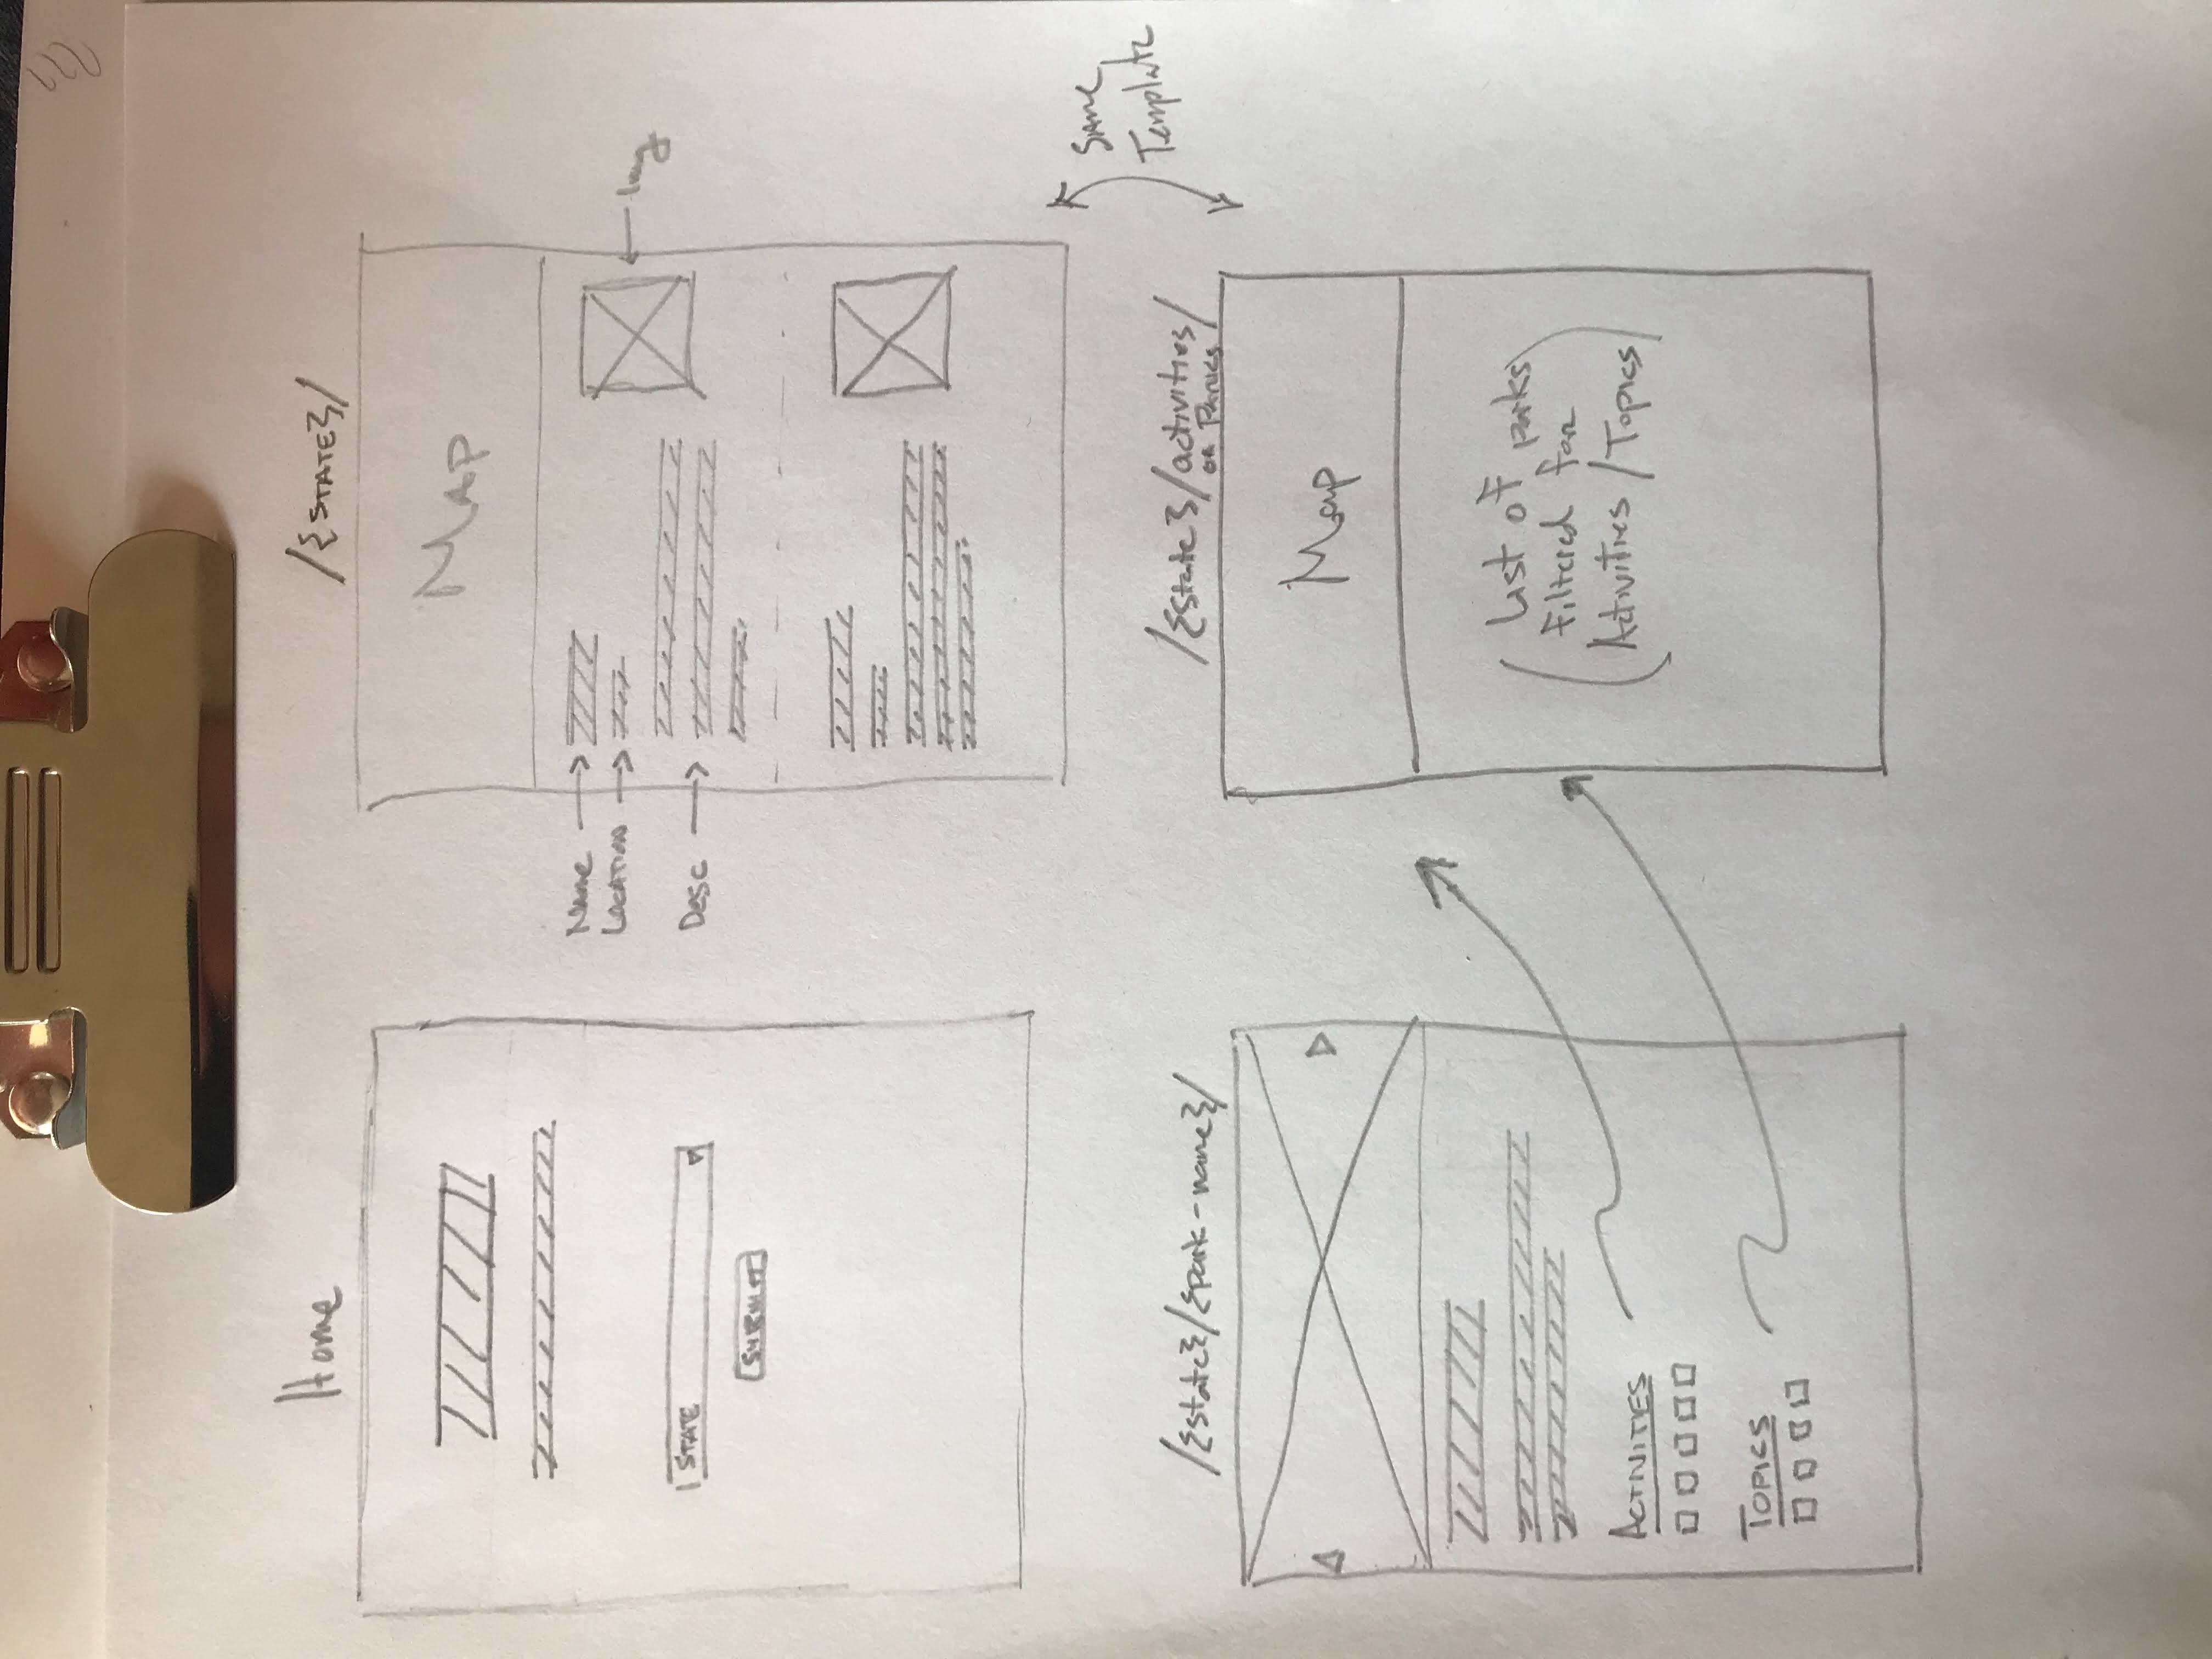 Home
STATE
SUBMIT
/{STATE}/
MAP
Name
LOCATION
Desc
Img
Same
Template
/{state}/{park-name}/
ACTIVITIES
TOPICS
/{state}/activities/
OR PARKS
Map
(List of parks
Filtered for
Activities / Topics)